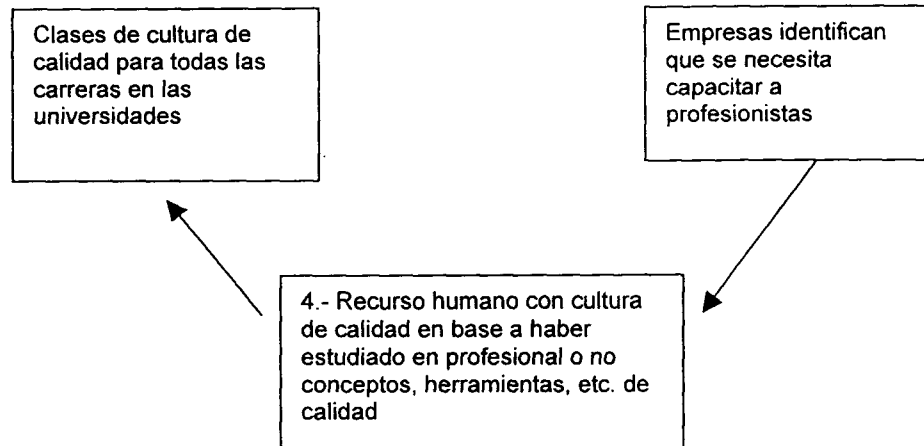 Clases de cultura de
calidad para todas las
carreras en las
universidades
Empresas identifican
que se necesita
capacitar a
profesionistas
4.- Recurso humano con cultura
de calidad en base a haber
estudiado en profesional o no
conceptos, herramientas, etc. de
calidad